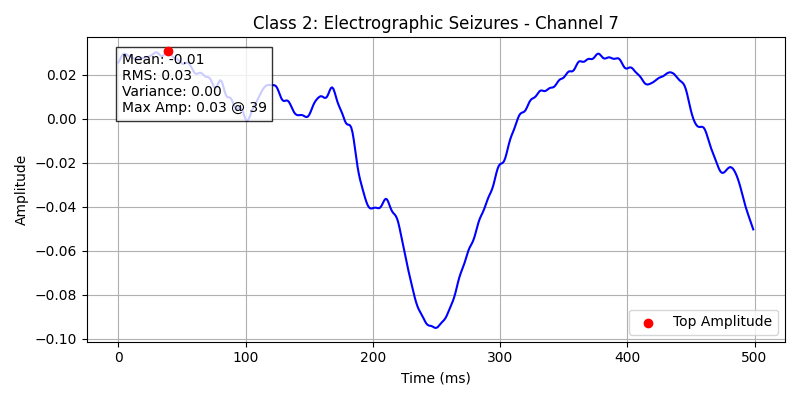 Class 2: Electrographic Seizures - Channel 7
Mean: -0.01
RMS: 0.03
Variance: 0.00
Max Amp: 0.03 @ 39
0.02
0.00
−0.02
−0.04
−0.06
−0.08
−0.10
Amplitude
Top Amplitude
0 100 200 300 400 500
Time (ms)